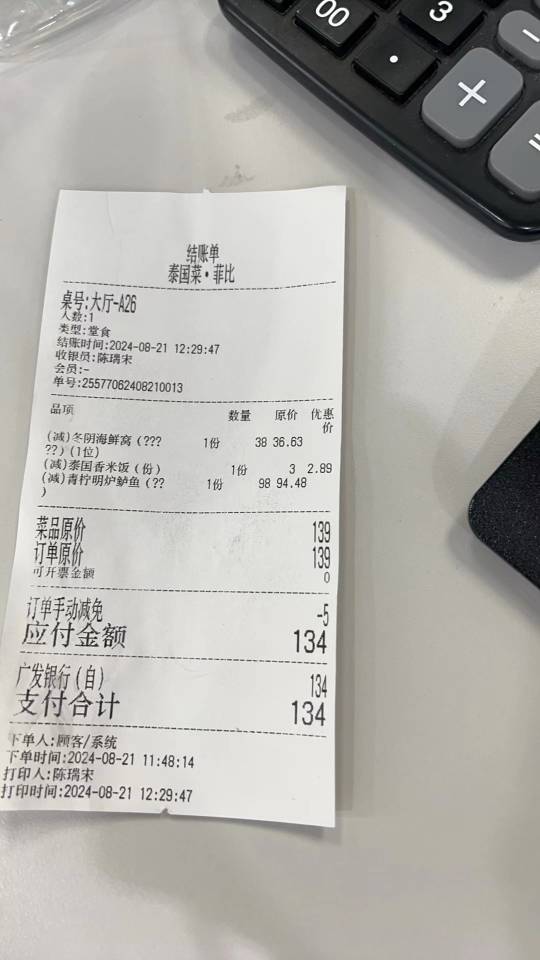 00
3
.
+
结账单
泰国菜·菲比
桌号:大厅-A26
人数:1
类型:堂食
结账时间:2024-08-21 12:29:47
收银员:陈瑀宋
会员:-
单号:25577062408210013
品项 数量 原价 优惠价
(减)冬阴海鲜窝(???
??)(1位) 1份 38 36.63
(减)泰国香米饭(份) 1份 3 2.89
(减)青柠明炉鲈鱼(??
) 1份 98 94.48
菜品原价 139
订单原价 139
可开票金额 0
订单手动减免 -5
应付金额 134
广发银行(自) 134
支付合计 134
下单人:顾客/系统
下单时间:2024-08-21 11:48:14
打印人:陈瑀宋
打印时间:2024-08-21 12:29:47